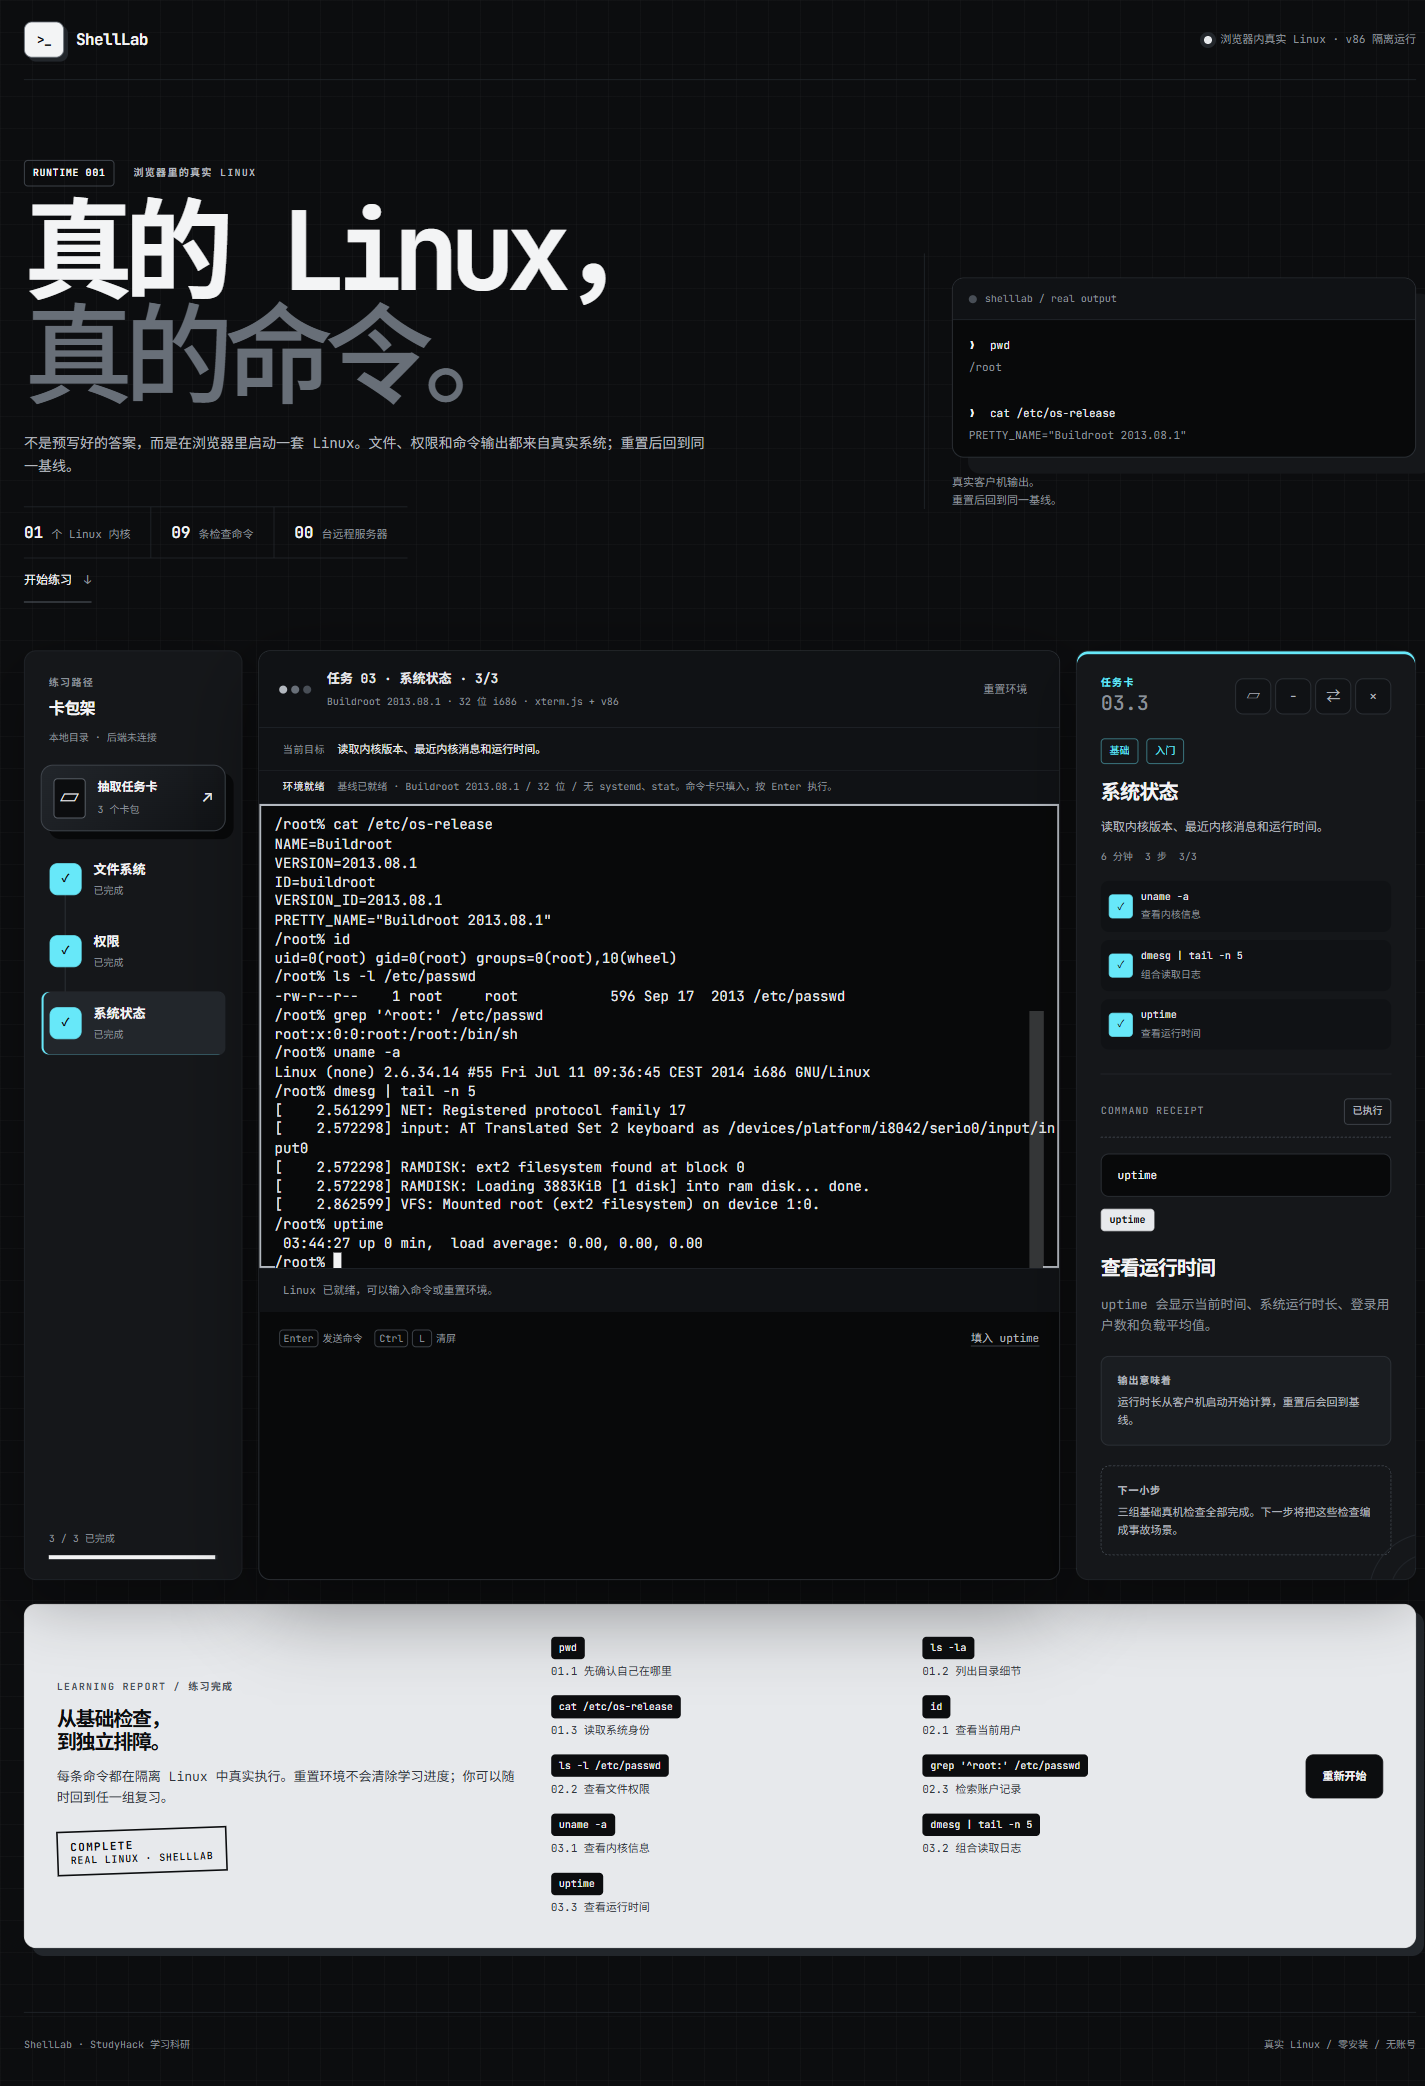 >_ ShellLab
浏览器内真实 Linux · v86 隔离运行
RUNTIME 001 浏览器里的真实 LINUX
真的 Linux，
真的命令。
不是预写好的答案，而是在浏览器里启动一套 Linux。文件、权限和命令输出都来自真实系统；重置后回到同
一基线。
01 个 Linux 内核 09 条检查命令 00 台远程服务器
开始练习 ↓
shelllab / real output
❯ pwd
/root
❯ cat /etc/os-release
PRETTY_NAME="Buildroot 2013.08.1"
真实客户机输出。
重置后回到同一基线。
练习路径
卡包架
本地目录 · 后端未连接
抽取任务卡 ↗
3 个卡包
✓ 文件系统
已完成
✓ 权限
已完成
✓ 系统状态
已完成
3 / 3 已完成
任务 03 · 系统状态 · 3/3
Buildroot 2013.08.1 · 32 位 i686 · xterm.js + v86
重置环境
当前目标 读取内核版本、最近内核消息和运行时间。
环境就绪 基线已就绪 · Buildroot 2013.08.1 / 32 位 / 无 systemd、stat。命令卡只填入，按 Enter 执行。
/root% cat /etc/os-release
NAME=Buildroot
VERSION=2013.08.1
ID=buildroot
VERSION_ID=2013.08.1
PRETTY_NAME="Buildroot 2013.08.1"
/root% id
uid=0(root) gid=0(root) groups=0(root),10(wheel)
/root% ls -l /etc/passwd
-rw-r--r--    1 root     root           596 Sep 17  2013 /etc/passwd
/root% grep '^root:' /etc/passwd
root:x:0:0:root:/root:/bin/sh
/root% uname -a
Linux (none) 2.6.34.14 #55 Fri Jul 11 09:36:45 CEST 2014 i686 GNU/Linux
/root% dmesg | tail -n 5
[    2.561299] NET: Registered protocol family 17
[    2.572298] input: AT Translated Set 2 keyboard as /devices/platform/i8042/serio0/input/in
put0
[    2.572298] RAMDISK: ext2 filesystem found at block 0
[    2.572298] RAMDISK: Loading 3883KiB [1 disk] into ram disk... done.
[    2.862599] VFS: Mounted root (ext2 filesystem) on device 1:0.
/root% uptime
 03:44:27 up 0 min,  load average: 0.00, 0.00, 0.00
/root%
Linux 已就绪，可以输入命令或重置环境。
Enter 发送命令 Ctrl L 清屏
填入 uptime
任务卡
03.3
▱ - ⇄ ×
基础 入门
系统状态
读取内核版本、最近内核消息和运行时间。
6 分钟 3 步 3/3
✓ uname -a
查看内核信息
✓ dmesg | tail -n 5
组合读取日志
✓ uptime
查看运行时间
COMMAND RECEIPT 已执行
uptime
uptime
查看运行时间
uptime 会显示当前时间、系统运行时长、登录用
户数和负载平均值。
输出意味着
运行时长从客户机启动开始计算，重置后会回到基
线。
下一小步
三组基础真机检查全部完成。下一步将把这些检查编
成事故场景。
LEARNING REPORT / 练习完成
从基础检查，
到独立排障。
每条命令都在隔离 Linux 中真实执行。重置环境不会清除学习进度；你可以随
时回到任一组复习。
COMPLETE
REAL LINUX · SHELLLAB
pwd
01.1 先确认自己在哪里
ls -la
01.2 列出目录细节
cat /etc/os-release
01.3 读取系统身份
id
02.1 查看当前用户
ls -l /etc/passwd
02.2 查看文件权限
grep '^root:' /etc/passwd
02.3 检索账户记录
uname -a
03.1 查看内核信息
dmesg | tail -n 5
03.2 组合读取日志
uptime
03.3 查看运行时间
重新开始
ShellLab · StudyHack 学习科研
真实 Linux / 零安装 / 无账号